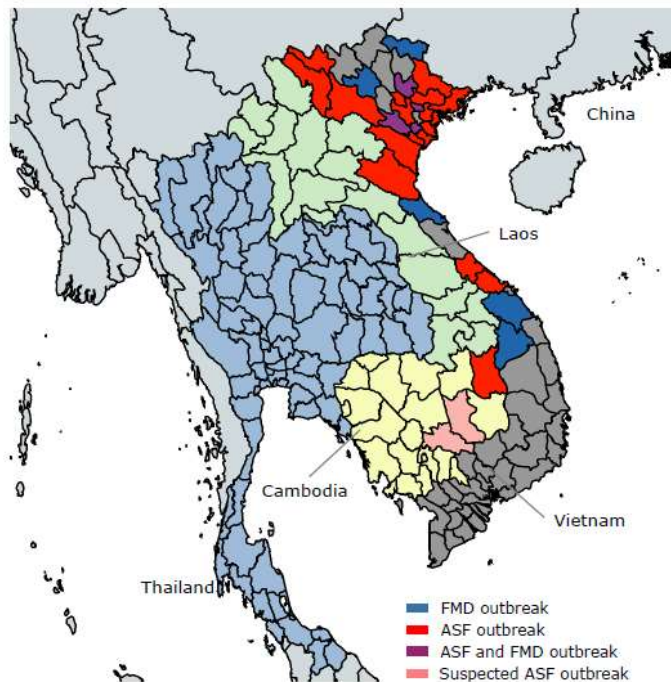 China
Laos
Cambodia
Vietnam
Thailand
FMD outbreak
ASF outbreak
ASF and FMD outbreak
Suspected ASF outbreak